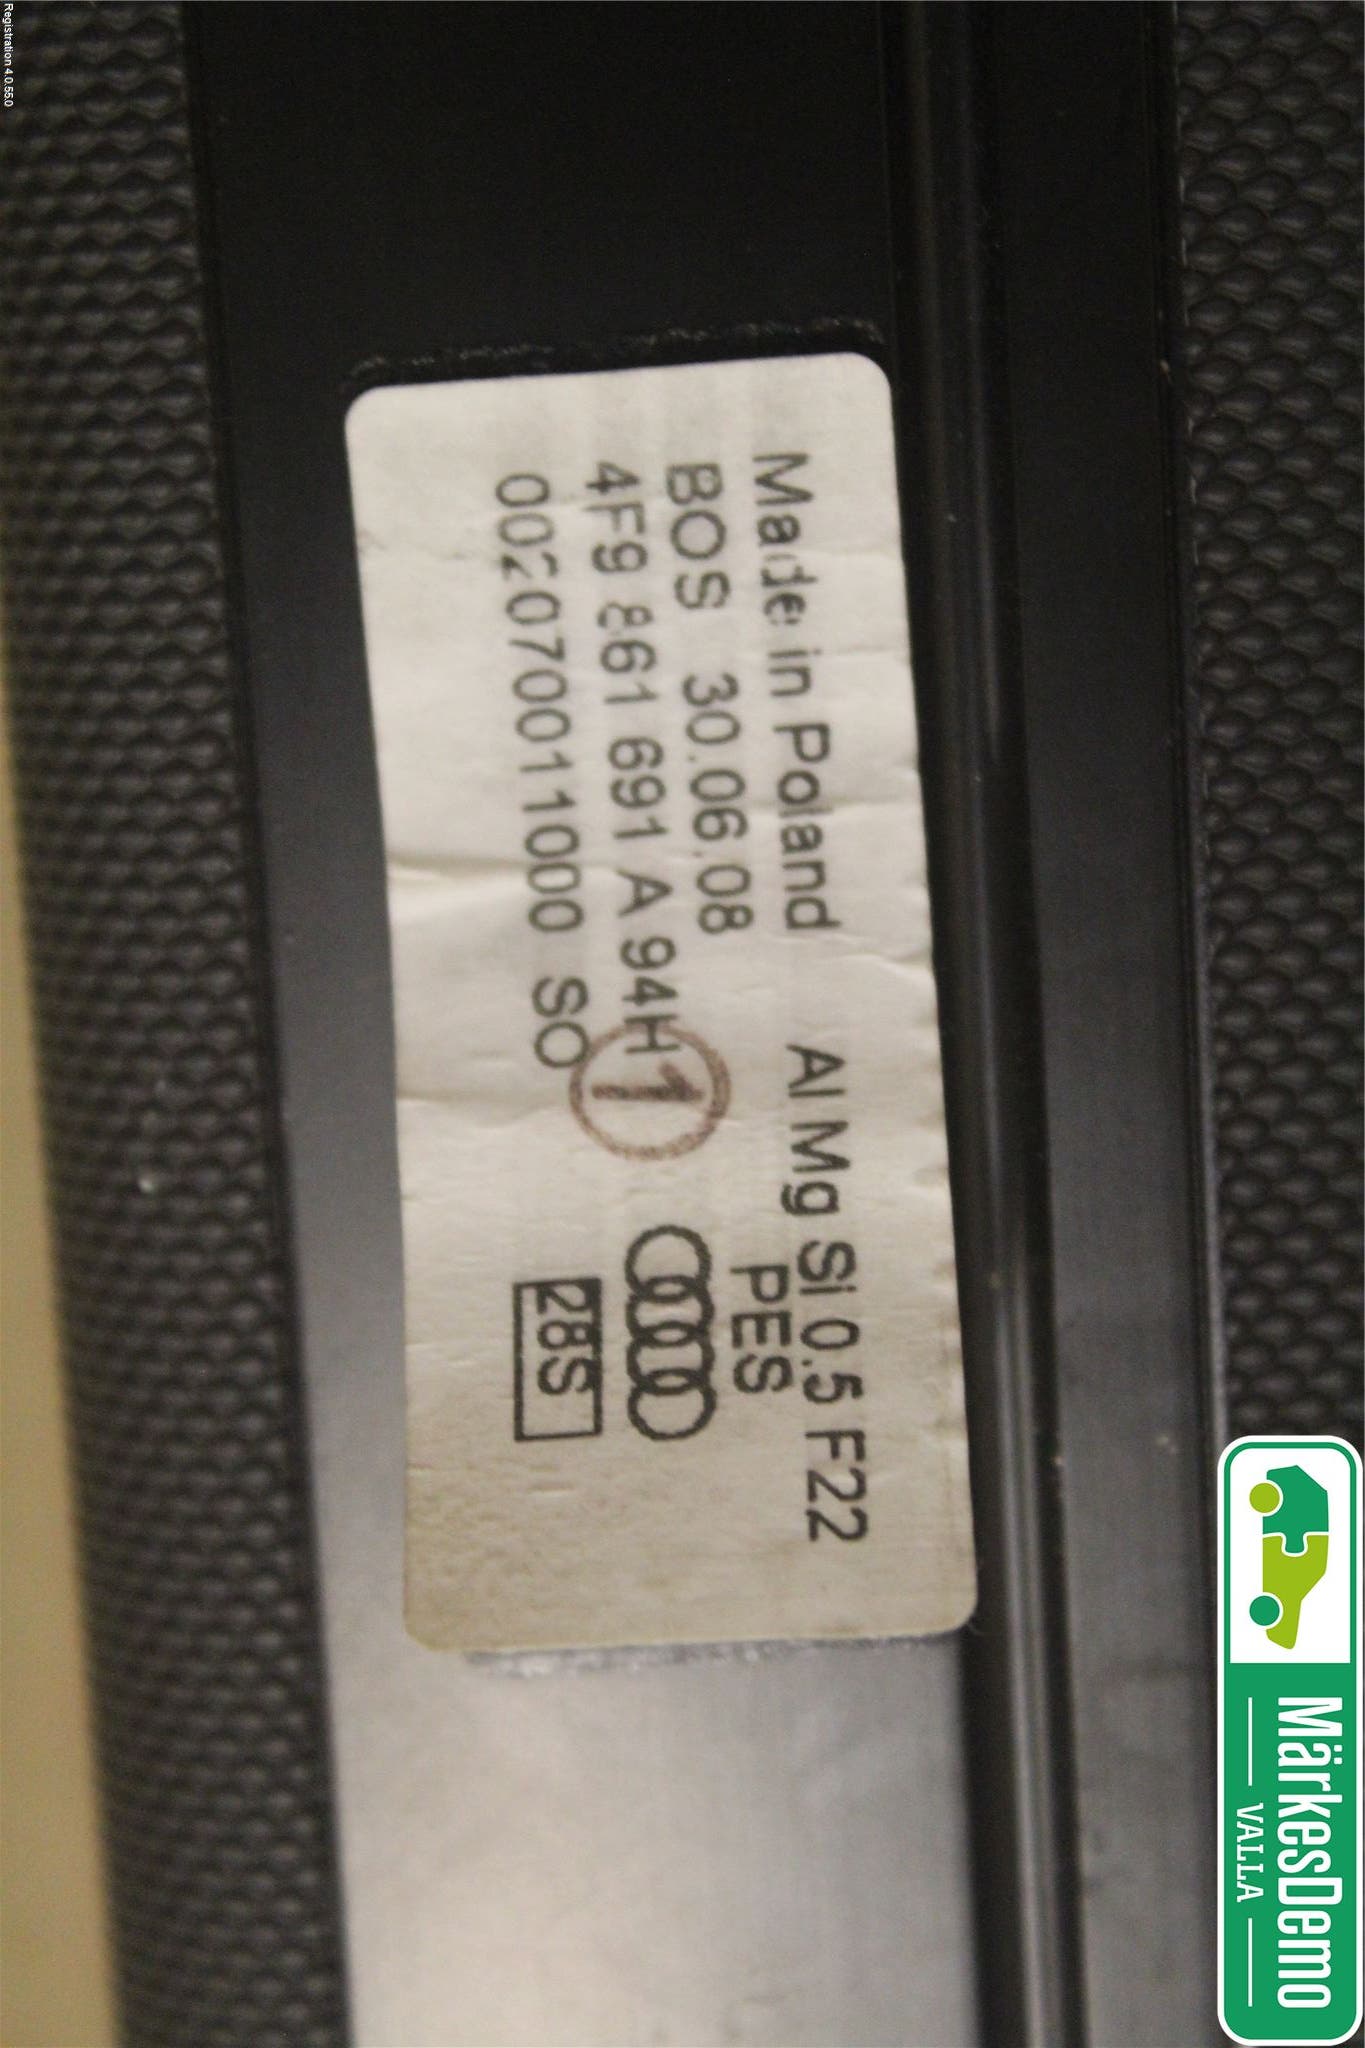 Registration 4.0.55.0
Made in Poland Al Mg Si 0.5 F22
BOS 30.06.08 PES
4F9 861 691 A 94H 1
0020700011000 SO 28S
MärkesDemo
VALLA